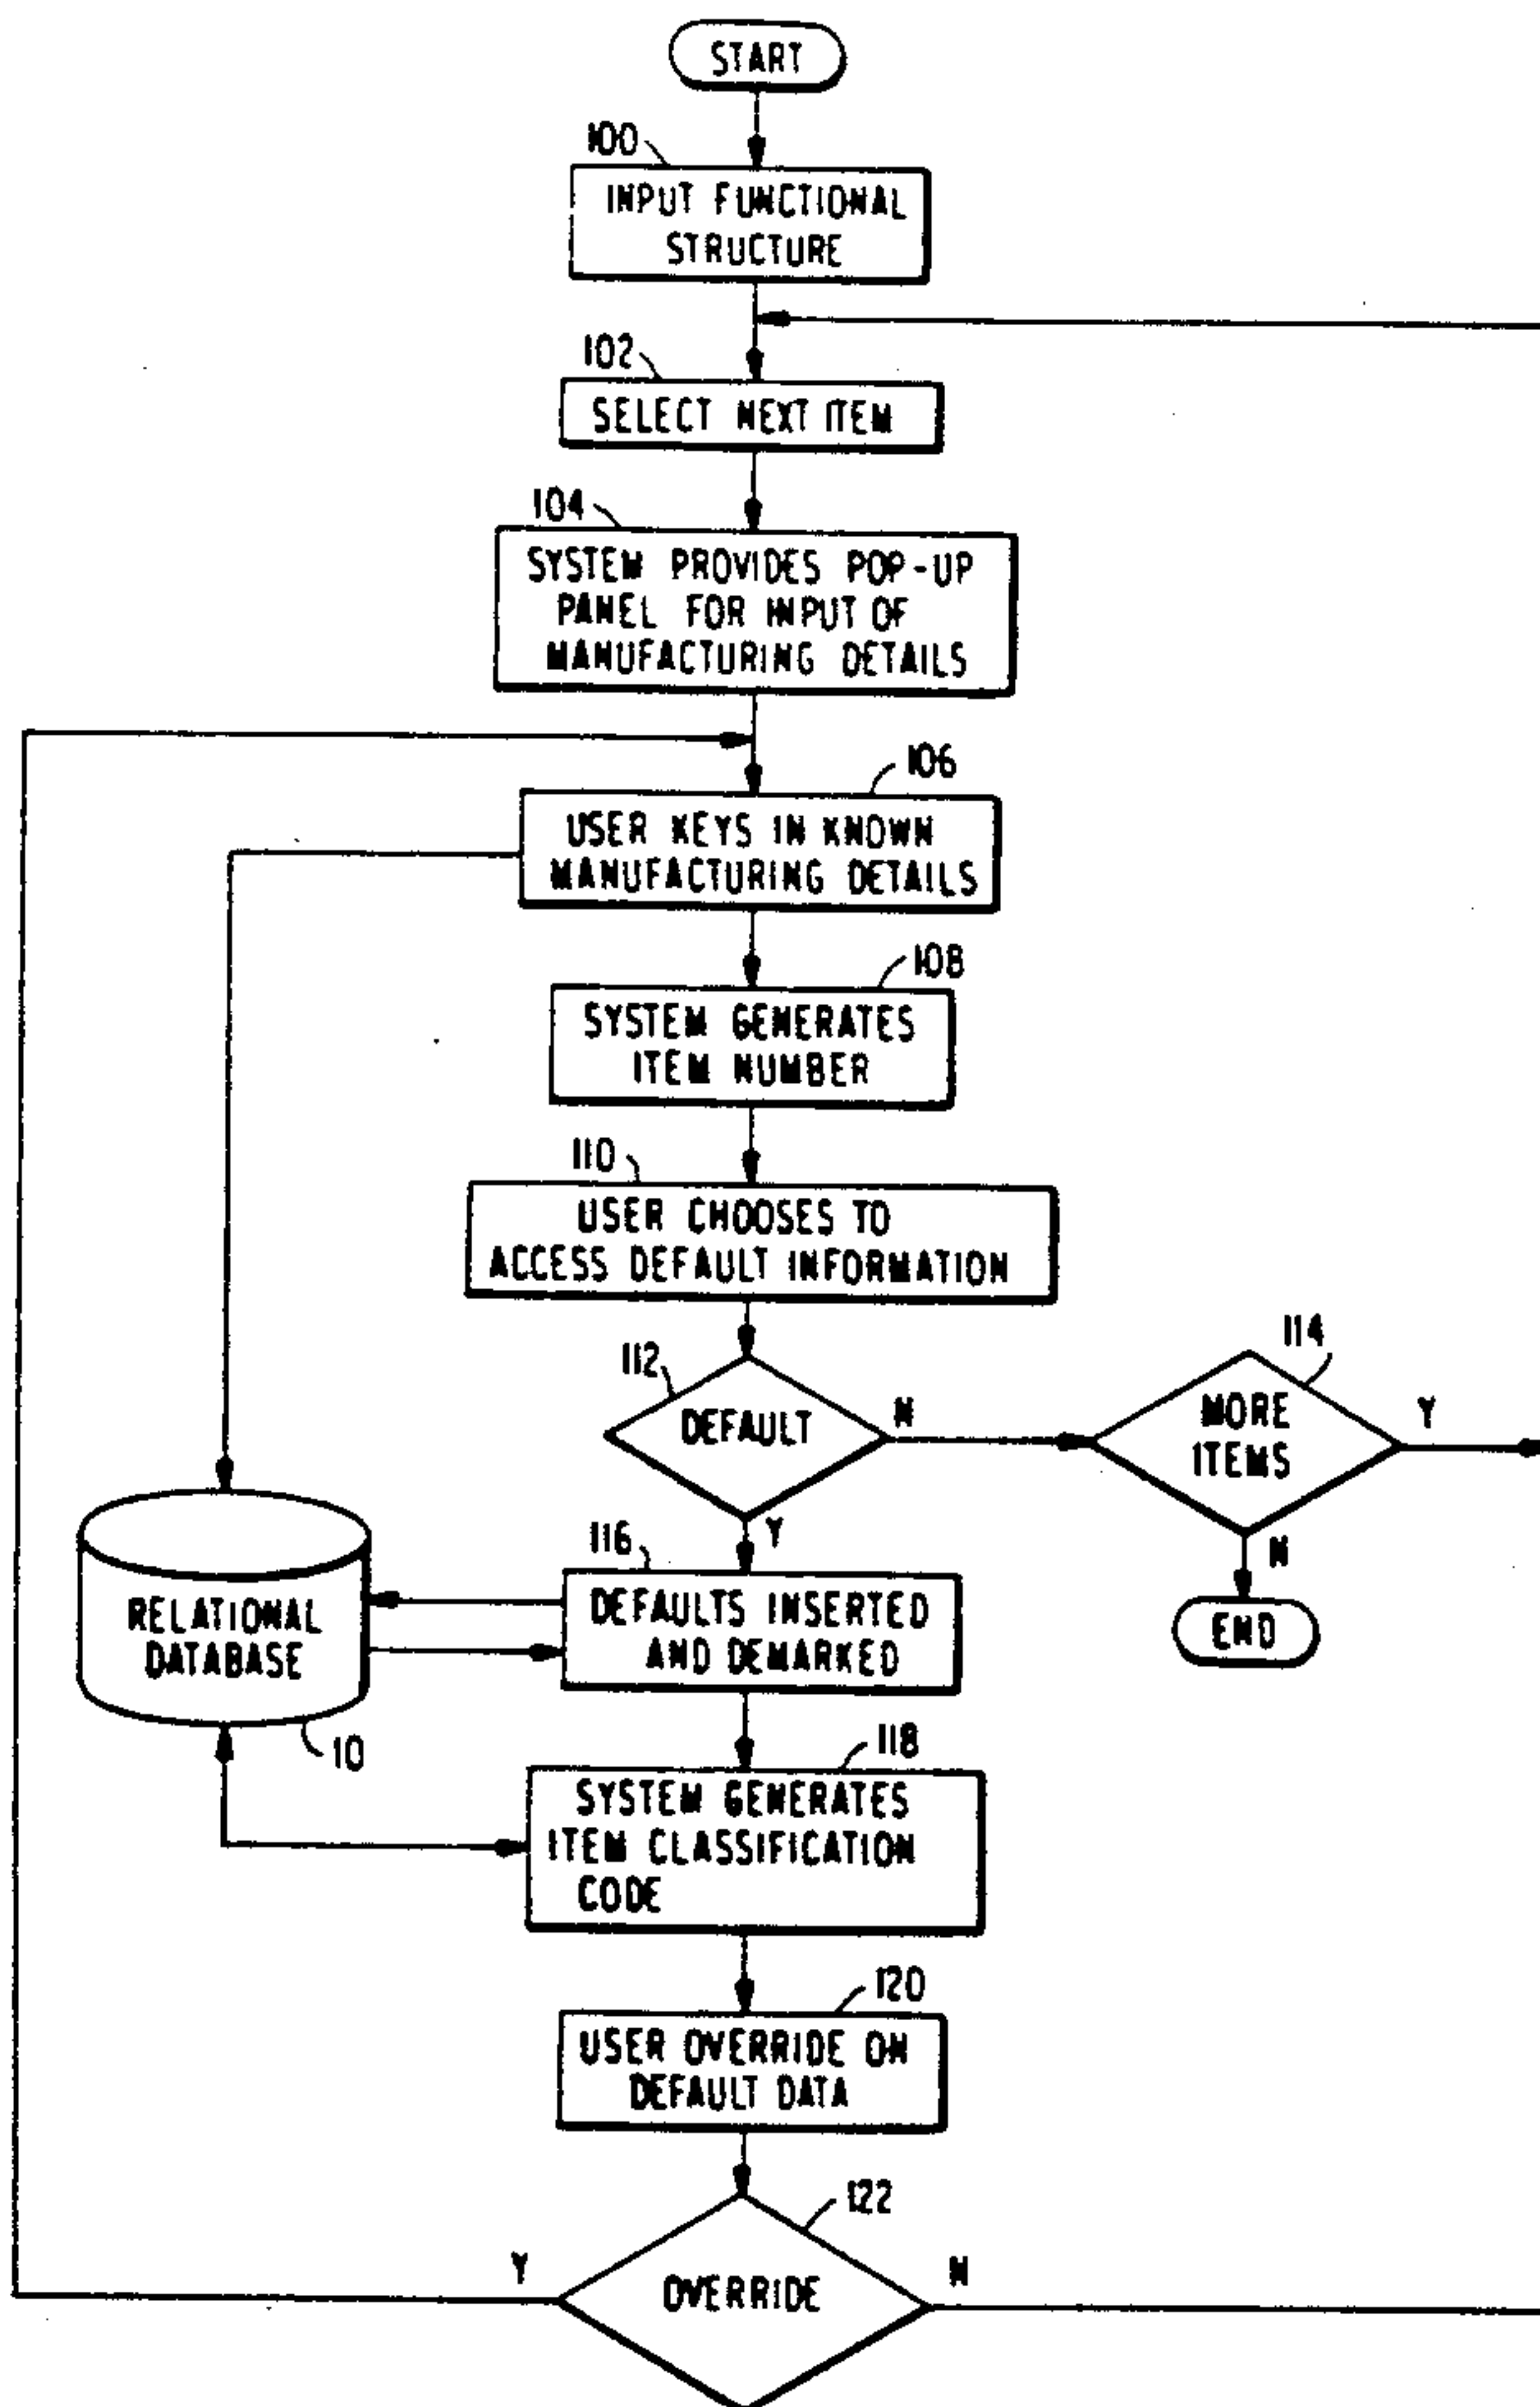 START
100
INPUT FUNCTIONAL
STRUCTURE
102
SELECT NEXT ITEM
104
SYSTEM PROVIDES POP-UP
PANEL FOR INPUT OF
MANUFACTURING DETAILS
106
USER KEYS IN KNOWN
MANUFACTURING DETAILS
108
SYSTEM GENERATES
ITEM NUMBER
110
USER CHOOSES TO
ACCESS DEFAULT INFORMATION
112
DEFAULT
N
114
MORE
ITEMS
Y
N
END
Y
116
DEFAULTS INSERTED
AND DEMARKED
RELATIONAL
DATABASE
10
118
SYSTEM GENERATES
ITEM CLASSIFICATION
CODE
120
USER OVERRIDE ON
DEFAULT DATA
122
Y
OVERRIDE
N